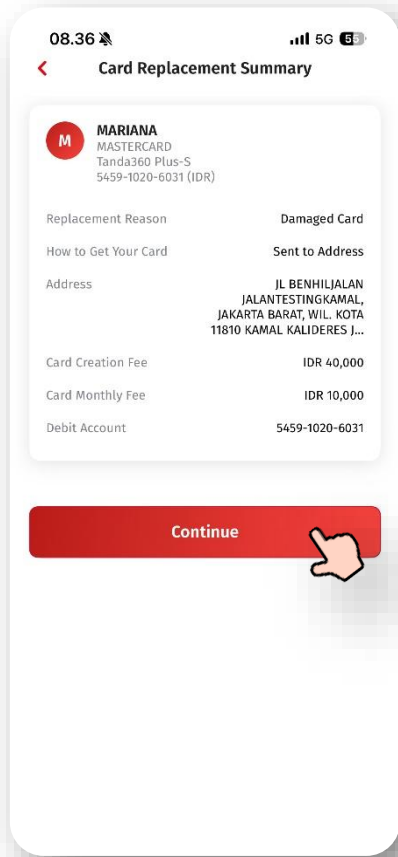 08.36 5G 55
Card Replacement Summary
M
MARIANA
MASTERCARD
Tanda360 Plus-S
5459-1020-6031 (IDR)
Replacement Reason Damaged Card
How to Get Your Card Sent to Address
Address JL BENHILJALAN
JALANTESTINGKAMAL,
JAKARTA BARAT, WIL. KOTA
11810 KAMAL KALIDERES J...
Card Creation Fee IDR 40,000
Card Monthly Fee IDR 10,000
Debit Account 5459-1020-6031
Continue